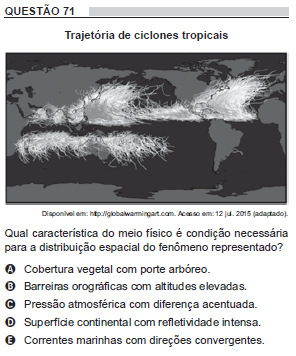 QUESTÃO 71
Trajetória de ciclones tropicais
Disponível em: http://globalwarmingart.com. Acesso em: 12 jul. 2015 (adaptado).
Qual característica do meio físico é condição necessária
para a distribuição espacial do fenômeno representado?
A Cobertura vegetal com porte arbóreo.
B Barreiras orográficas com altitudes elevadas.
C Pressão atmosférica com diferença acentuada.
D Superfície continental com refletividade intensa.
E Correntes marinhas com direções convergentes.